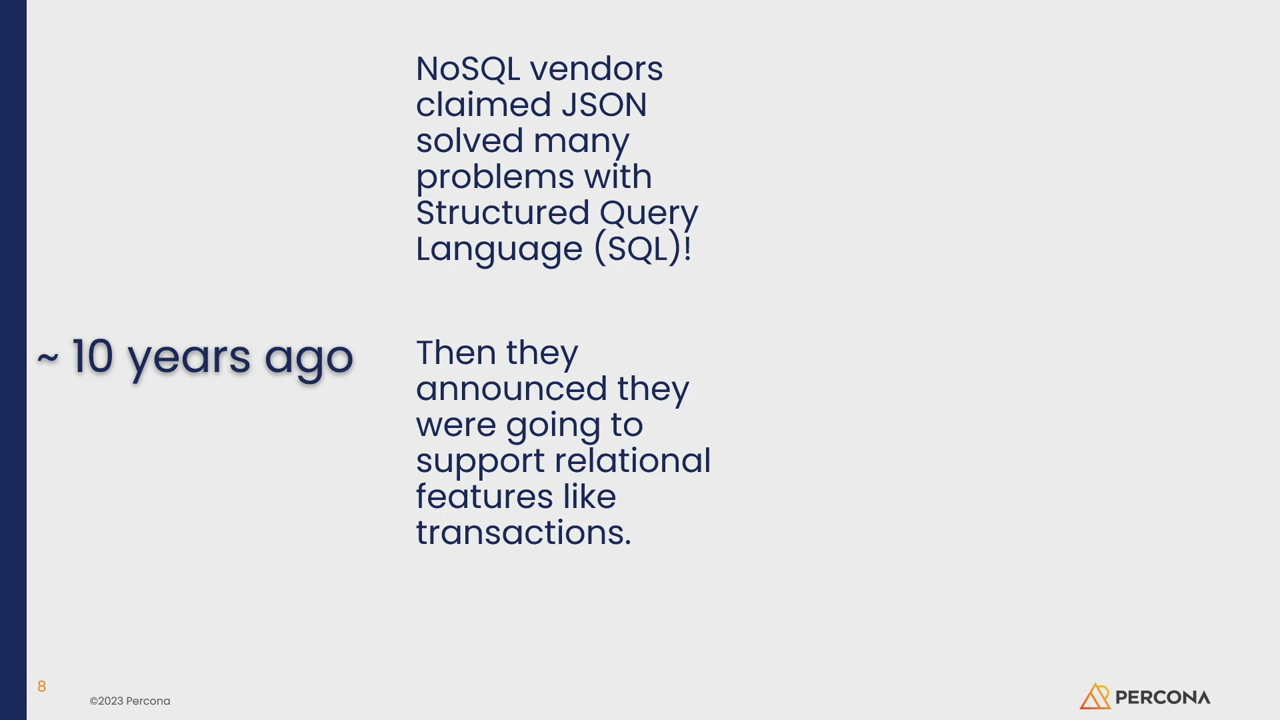 ~ 10 years ago
NoSQL vendors
claimed JSON
solved many
problems with
Structured Query
Language (SQL)!
Then they
announced they
were going to
support relational
features like
transactions.
8
©2023 Percona
PERCONA